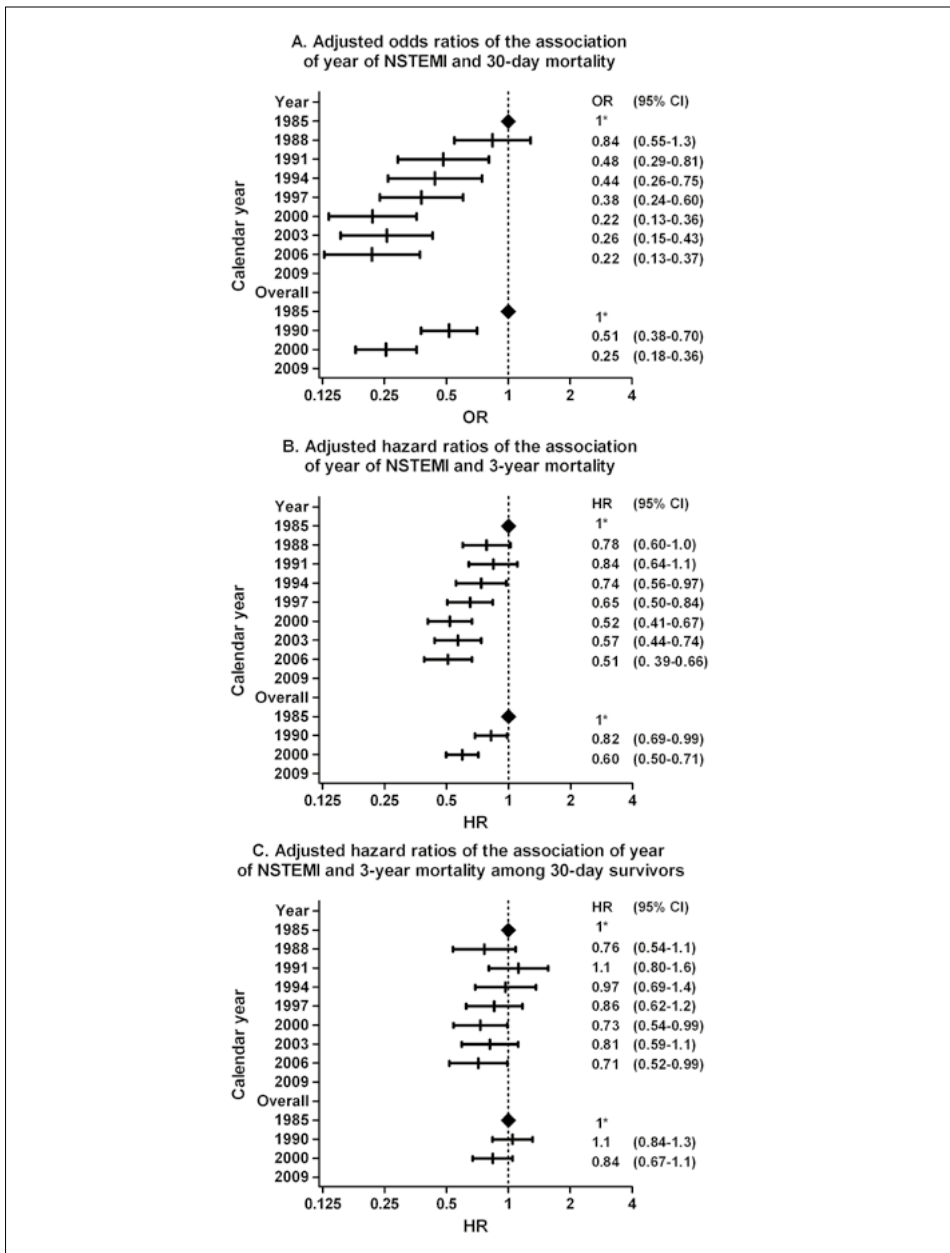 A. Adjusted odds ratios of the association
of year of NSTEMI and 30-day mortality
Calendar year
Year OR (95% CI)
1985 1*
1988 0.84 (0.55-1.3)
1991 0.48 (0.29-0.81)
1994 0.44 (0.26-0.75)
1997 0.38 (0.24-0.60)
2000 0.22 (0.13-0.36)
2003 0.26 (0.15-0.43)
2006 0.22 (0.13-0.37)
2009
Overall
1985 1*
1990 0.51 (0.38-0.70)
2000 0.25 (0.18-0.36)
2009
0.125 0.25 0.5 1 2 4
OR
B. Adjusted hazard ratios of the association
of year of NSTEMI and 3-year mortality
Calendar year
Year HR (95% CI)
1985 1*
1988 0.78 (0.60-1.0)
1991 0.84 (0.64-1.1)
1994 0.74 (0.56-0.97)
1997 0.65 (0.50-0.84)
2000 0.52 (0.41-0.67)
2003 0.57 (0.44-0.74)
2006 0.51 (0. 39-0.66)
2009
Overall
1985 1*
1990 0.82 (0.69-0.99)
2000 0.60 (0.50-0.71)
2009
0.125 0.25 0.5 1 2 4
HR
C. Adjusted hazard ratios of the association of year
of NSTEMI and 3-year mortality among 30-day survivors
Calendar year
Year HR (95% CI)
1985 1*
1988 0.76 (0.54-1.1)
1991 1.1 (0.80-1.6)
1994 0.97 (0.69-1.4)
1997 0.86 (0.62-1.2)
2000 0.73 (0.54-0.99)
2003 0.81 (0.59-1.1)
2006 0.71 (0.52-0.99)
2009
Overall
1985 1*
1990 1.1 (0.84-1.3)
2000 0.84 (0.67-1.1)
2009
0.125 0.25 0.5 1 2 4
HR